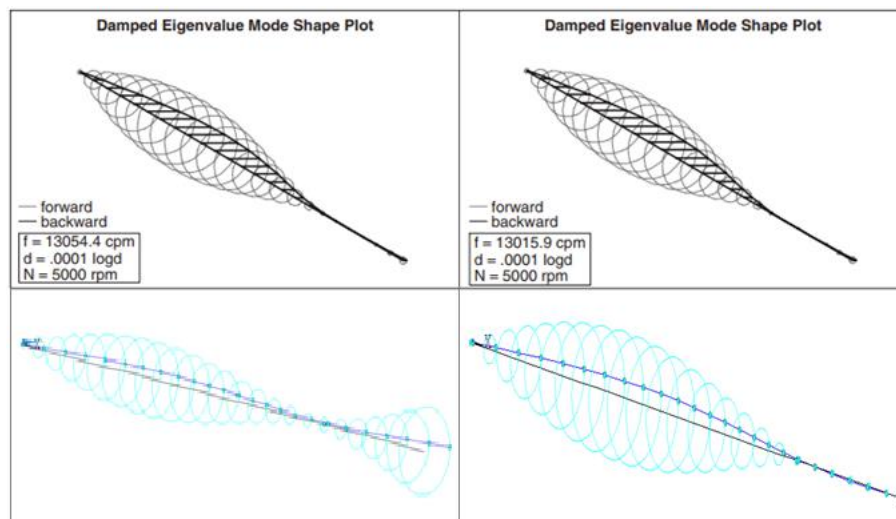 Damped Eigenvalue Mode Shape Plot
forward
backward
f = 13054.4 cpm
d = .0001 logd
N = 5000 rpm
Damped Eigenvalue Mode Shape Plot
forward
backward
f = 13015.9 cpm
d = .0001 logd
N = 5000 rpm